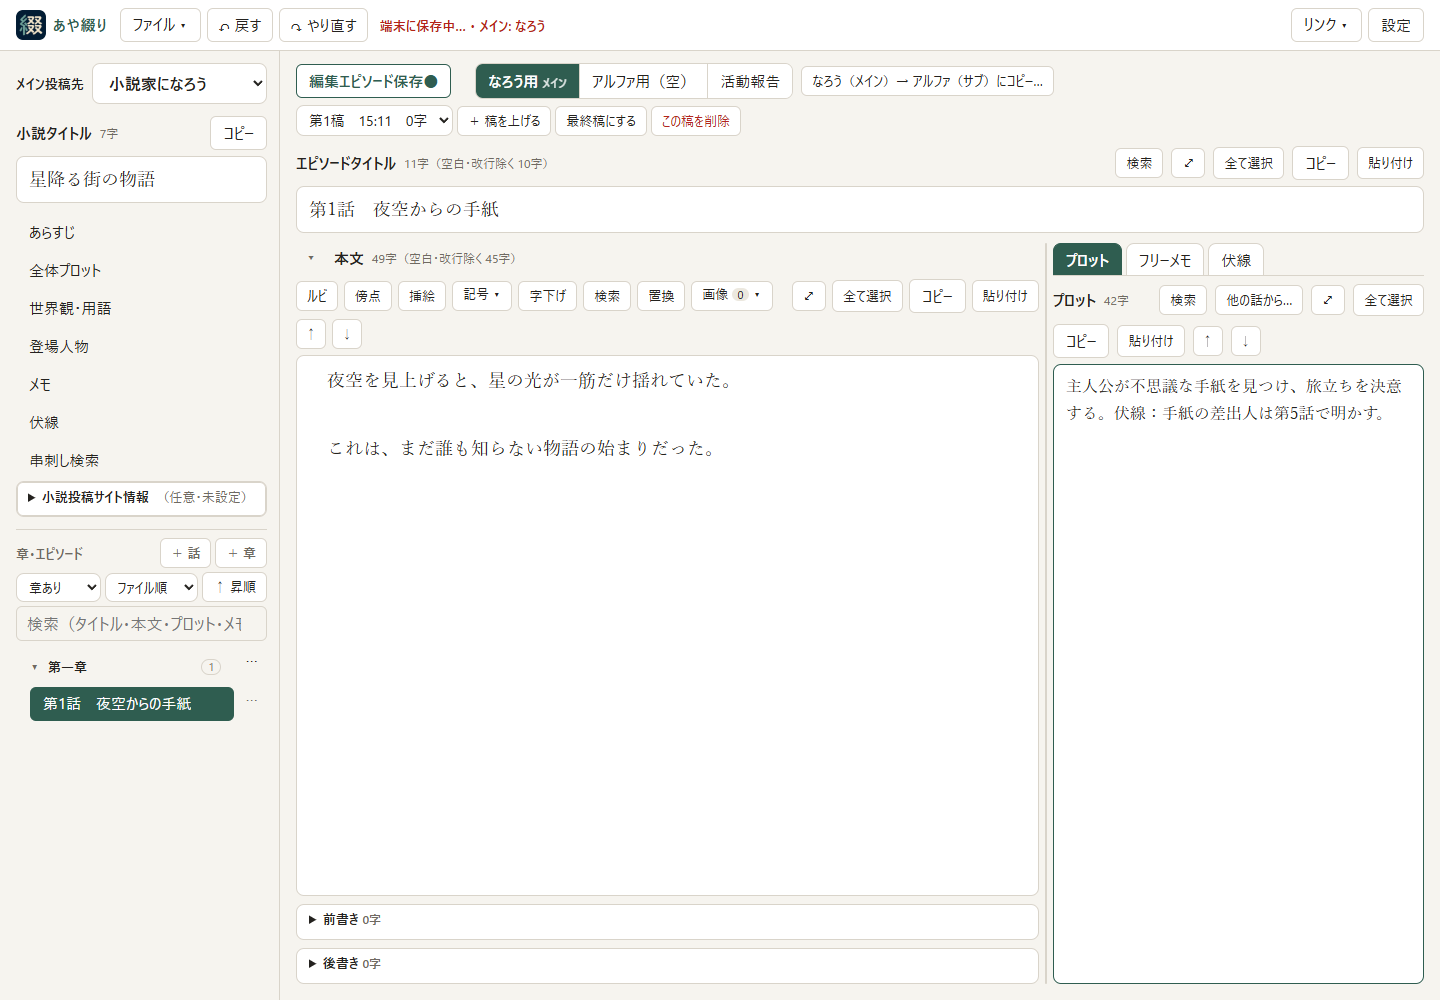 綴 あや綴り ファイル ▾ ↶ 戻す ↷ やり直す 端末に保存中… ・ メイン: なろう リンク ▾ 設定
メイン投稿先 小説家になろう
小説タイトル 7字 コピー
星降る街の物語
あらすじ
全体プロット
世界観・用語
登場人物
メモ
伏線
串刺し検索
▶ 小説投稿サイト情報 （任意・未設定）
章・エピソード ＋ 話 ＋ 章
章あり ファイル順 ↑ 昇順
検索（タイトル・本文・プロット・メモ
▾ 第一章 1 …
第1話　夜空からの手紙 …
編集エピソード保存● なろう用 メイン アルファ用（空） 活動報告 なろう（メイン）→ アルファ（サブ）にコピー…
第1稿　15:11　0字 ＋ 稿を上げる 最終稿にする この稿を削除
エピソードタイトル 11字（空白・改行除く10字） 検索 ⤢ 全て選択 コピー 貼り付け
第1話　夜空からの手紙
▾ 本文 49字（空白・改行除く45字）
ルビ 傍点 挿絵 記号 ▾ 字下げ 検索 置換 画像 0 ▾ ⤢ 全て選択 コピー 貼り付け
↑ ↓
夜空を見上げると、星の光が一筋だけ揺れていた。
これは、まだ誰も知らない物語の始まりだった。
▶ 前書き 0字
▶ 後書き 0字
プロット フリーメモ 伏線
プロット 42字 検索 他の話から… ⤢ 全て選択
コピー 貼り付け ↑ ↓
主人公が不思議な手紙を見つけ、旅立ちを決意
する。伏線：手紙の差出人は第5話で明かす。